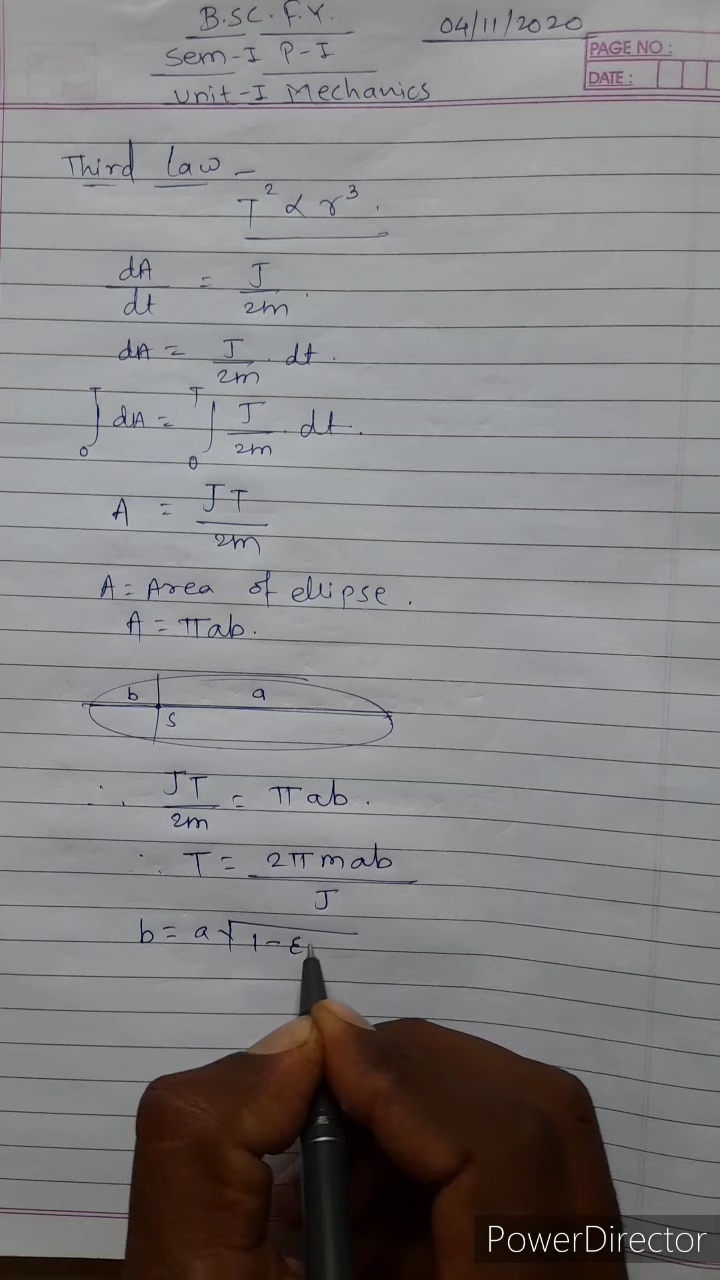 B.SC. F.Y.
04/11/2020
Sem-I P-I
PAGE NO :
DATE :
Unit-I Mechanics
Third Law -
T² ∝ r³.
dA/dt = J/2m.
dA = J/2m . dt.
∫₀ᵀ dA = ∫₀ᵀ J/2m . dt.
A = JT/2m
A = Area of ellipse.
A = πab.
b a
S
∴ JT/2m = πab.
∴ T = 2πmab/J
b = a√1-ε
PowerDirector